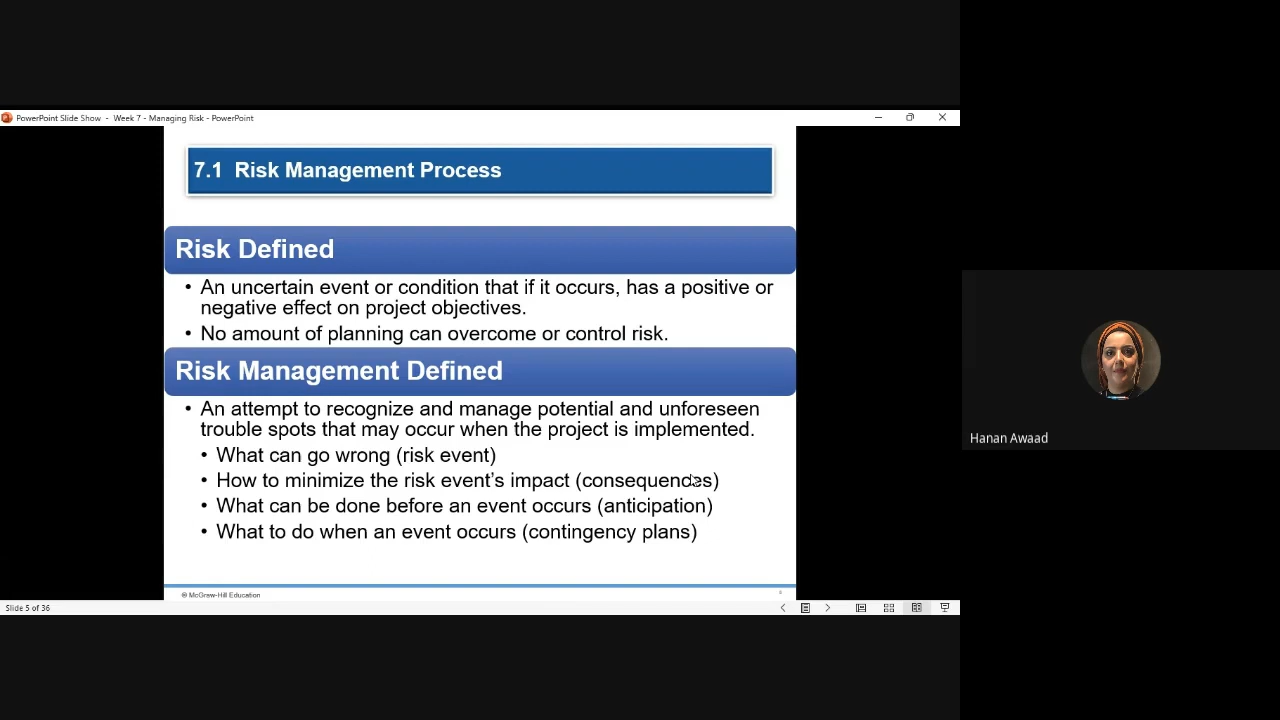 PowerPoint Slide Show - Week 7 - Managing Risk - PowerPoint
7.1 Risk Management Process
Risk Defined
• An uncertain event or condition that if it occurs, has a positive or
negative effect on project objectives.
• No amount of planning can overcome or control risk.
Risk Management Defined
• An attempt to recognize and manage potential and unforeseen
trouble spots that may occur when the project is implemented.
• What can go wrong (risk event)
• How to minimize the risk event’s impact (consequences)
• What can be done before an event occurs (anticipation)
• What to do when an event occurs (contingency plans)
© McGraw-Hill Education
Slide 5 of 36
Hanan Awaad